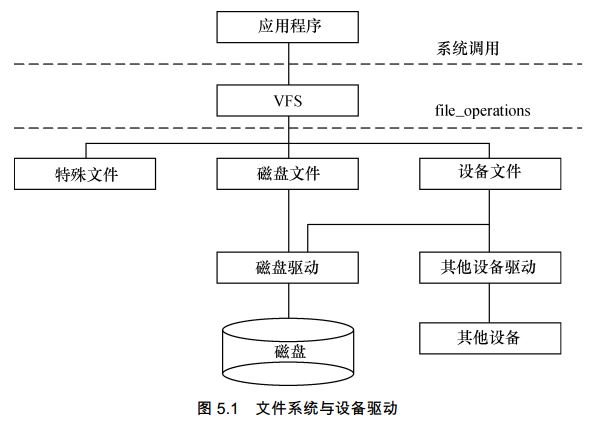 应用程序
系统调用
VFS
file_operations
特殊文件
磁盘文件
设备文件
磁盘驱动
其他设备驱动
磁盘
其他设备
图 5.1 文件系统与设备驱动